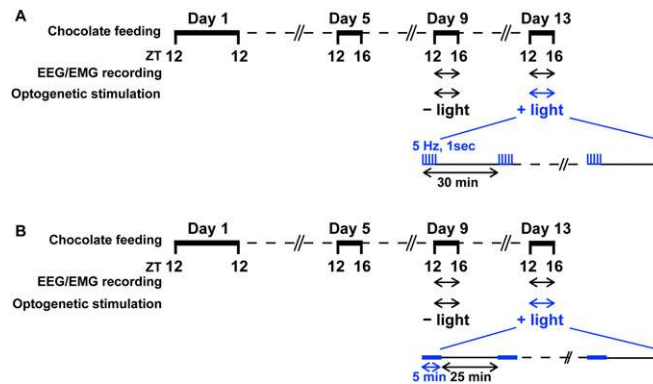 A
Day 1 Day 5 Day 9 Day 13
Chocolate feeding
ZT 12 12 12 16 12 16 12 16
EEG/EMG recording
Optogenetic stimulation
– light + light
5 Hz, 1sec
30 min
B
Day 1 Day 5 Day 9 Day 13
Chocolate feeding
ZT 12 12 12 16 12 16 12 16
EEG/EMG recording
Optogenetic stimulation
– light + light
5 min 25 min